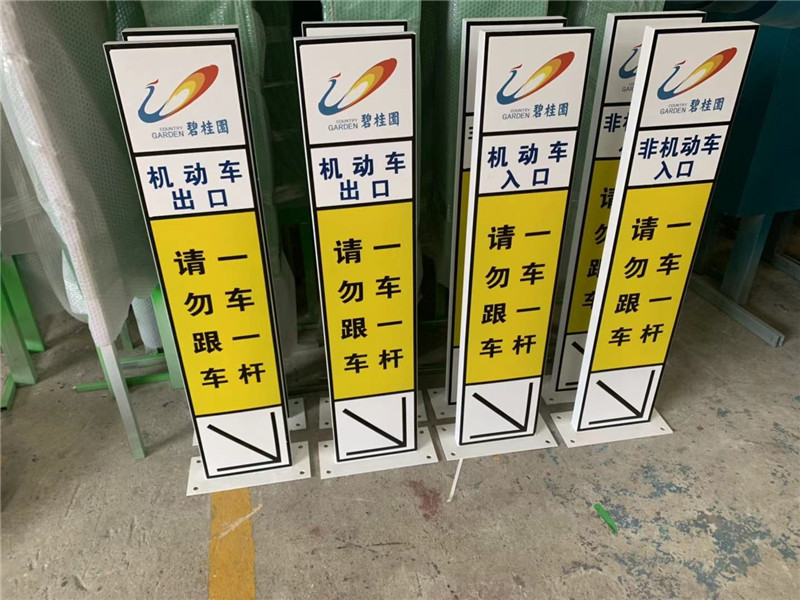 COUNTRY
GARDEN 碧桂园
机动车
出口
一车一杆
请勿跟车
COUNTRY
GARDEN 碧桂园
机动车
出口
一车一杆
请勿跟车
COUNTRY
GARDEN 碧桂园
机动车
入口
一车一杆
请勿跟车
COUNTRY
GARDEN 碧桂园
非机动车
入口
一车一杆
请勿跟车